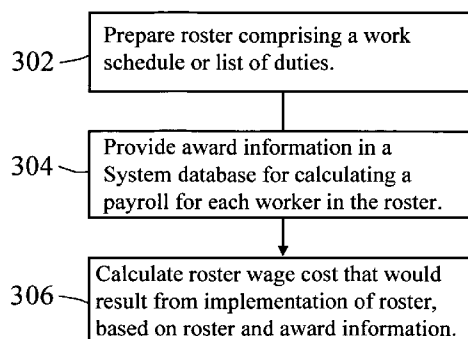 302
Prepare roster comprising a work
schedule or list of duties.
304
Provide award information in a
System database for calculating a
payroll for each worker in the roster.
306
Calculate roster wage cost that would
result from implementation of roster,
based on roster and award information.